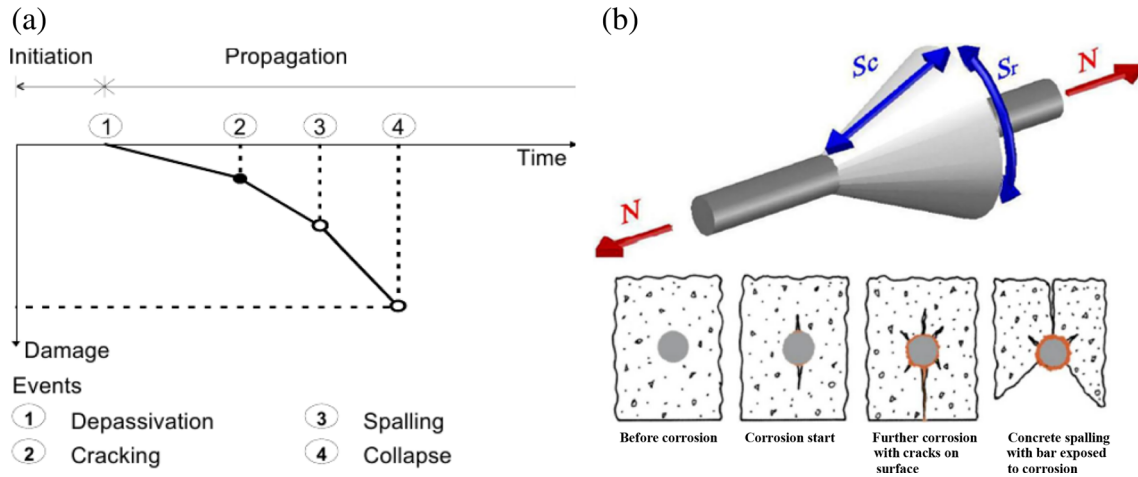 (a)
Initiation
Propagation
1
2
3
4
Time
Damage
Events
1 Depassivation
3 Spalling
2 Cracking
4 Collapse
(b)
Sc
Sr
N
N
Before corrosion
Corrosion start
Further corrosion
with cracks on
surface
Concrete spalling
with bar exposed
to corrosion